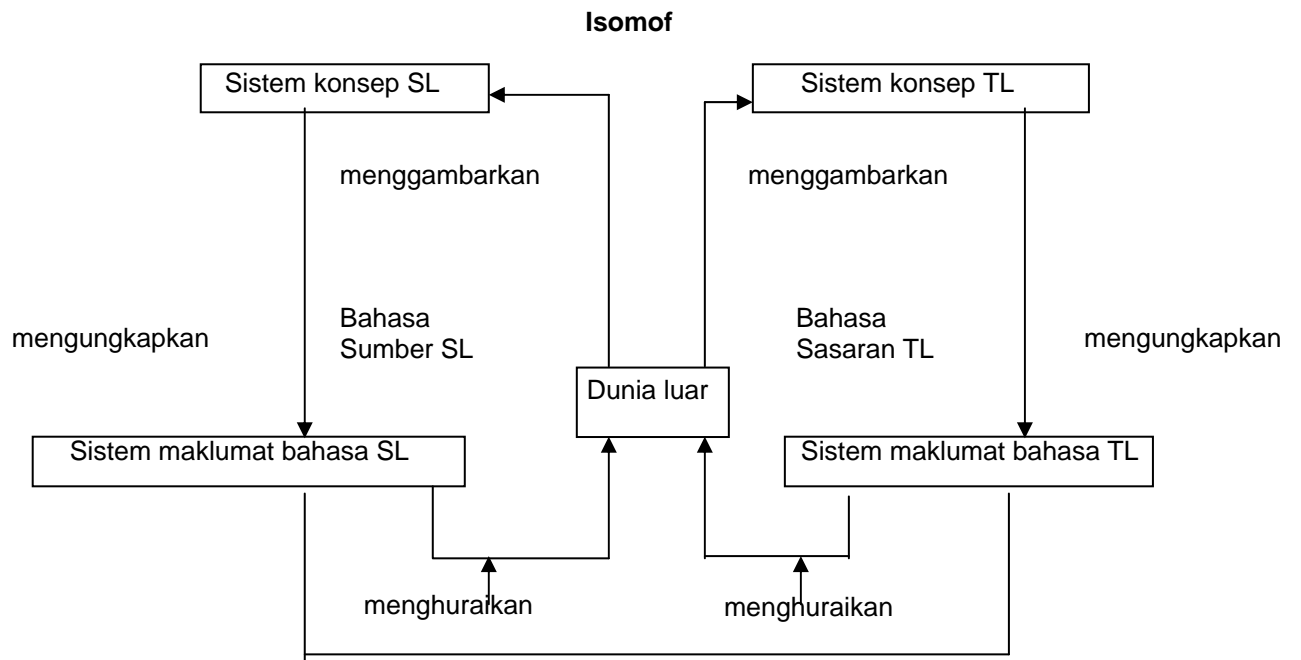 Isomof
Sistem konsep SL
Sistem konsep TL
menggambarkan
menggambarkan
mengungkapkan
Bahasa
Sumber SL
Bahasa
Sasaran TL
mengungkapkan
Dunia luar
Sistem maklumat bahasa SL
Sistem maklumat bahasa TL
menghuraikan
menghuraikan